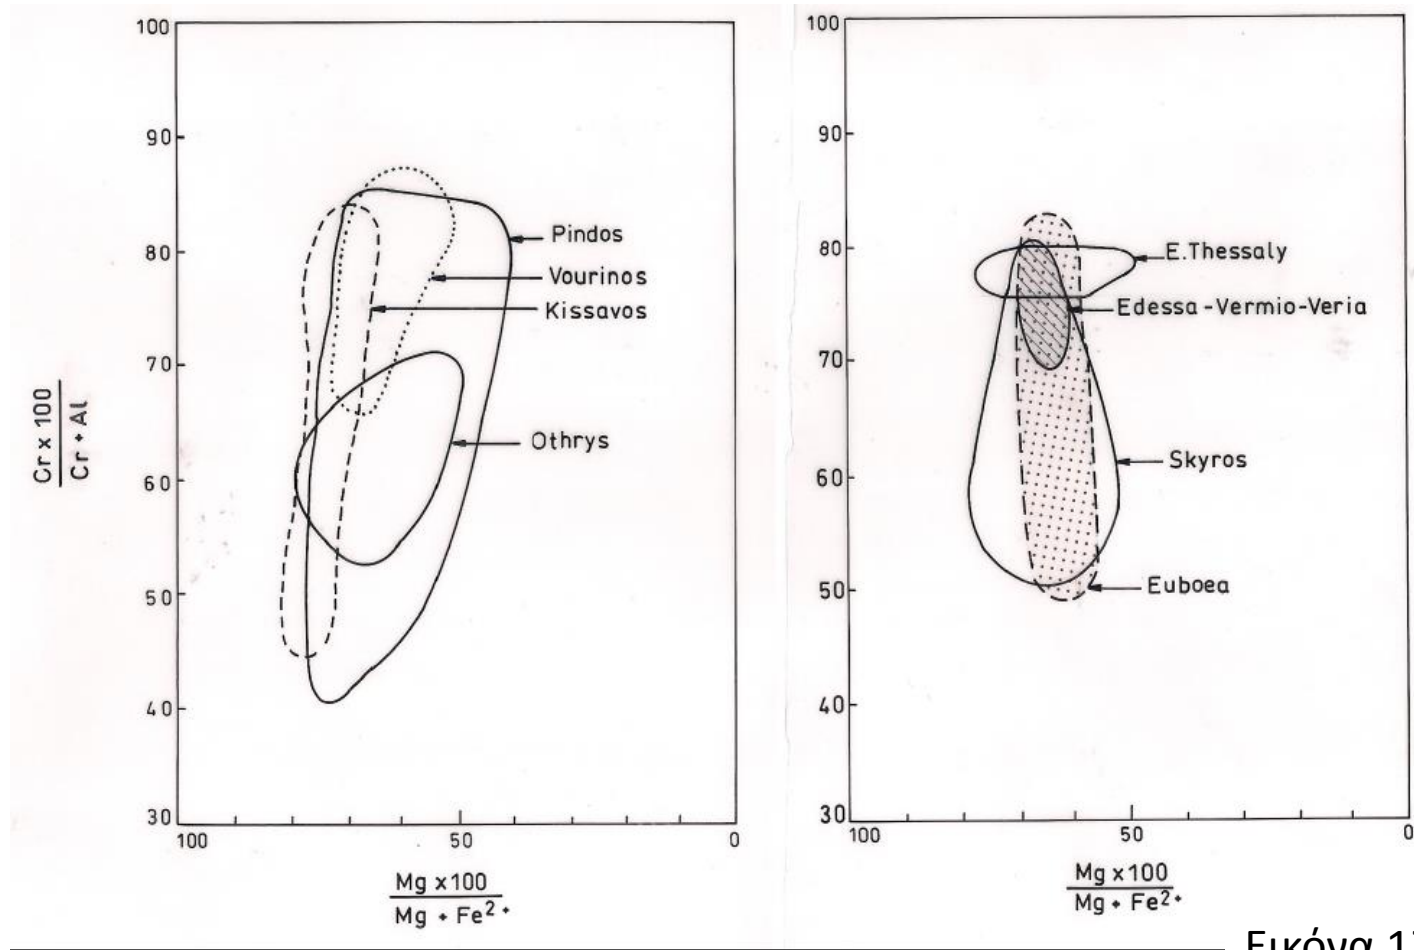 100
90
80
70
60
50
40
30
100 50 0
Cr x 100
Cr + Al
Mg x100
Mg + Fe2+
Pindos
Vourinos
Kissavos
Othrys
100
90
80
70
60
50
40
30
100 50 0
Mg x100
Mg + Fe2+
E.Thessaly
Edessa-Vermio-Veria
Skyros
Euboea